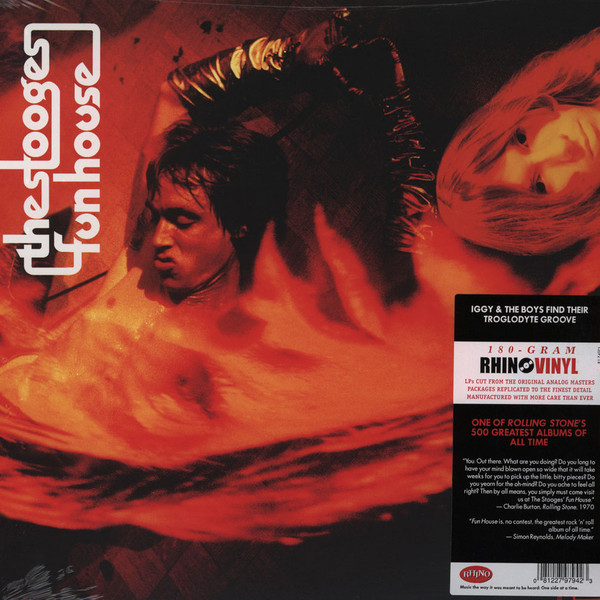 the stooges
fun house
IGGY & THE BOYS FIND THEIR
TROGLODYTE GROOVE
180-GRAM
RHINO VINYL
LPs CUT FROM THE ORIGINAL ANALOG MASTERS
PACKAGES REPLICATED TO THE FINEST DETAIL
MANUFACTURED WITH MORE CARE THAN EVER
ONE OF ROLLING STONE'S
500 GREATEST ALBUMS OF
ALL TIME
"You. Out there. What are you doing? Do you long to
have your mind blown open so wide that it will take
weeks for you to pick up the little, bitty pieces? Do
you yearn for the oh-mind? Do you ache to feel all
right? Then by all means, you simply must come visit
us at The Stooges' Fun House."
— Charlie Burton, Rolling Stone, 1970
"Fun House is, no contest, the greatest rock 'n' roll
album of all time."
— Simon Reynolds, Melody Maker
RHINO
Music the way it was meant to be heard: One side at a time.
0 81227 97942 3